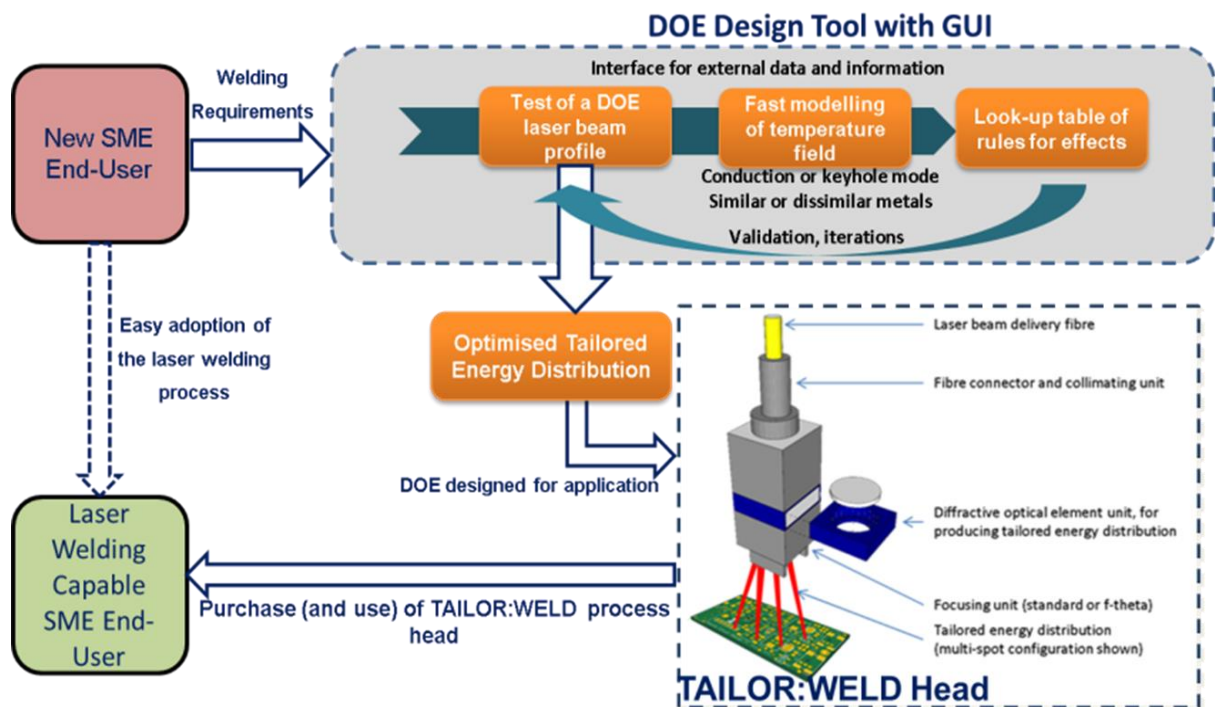 DOE Design Tool with GUI
New SME
End-User
Welding
Requirements
Interface for external data and information
Test of a DOE
laser beam
profile
Fast modelling
of temperature
field
Look-up table of
rules for effects
Conduction or keyhole mode
Similar or dissimilar metals
Validation, iterations
Easy adoption of
the laser welding
process
Optimised Tailored
Energy Distribution
DOE designed for application
Laser beam delivery fibre
Fibre connector and collimating unit
Diffractive optical element unit, for
producing tailored energy distribution
Focusing unit (standard or f-theta)
Tailored energy distribution
(multi-spot configuration shown)
TAILOR:WELD Head
Laser
Welding
Capable
SME End-
User
Purchase (and use) of TAILOR:WELD process
head